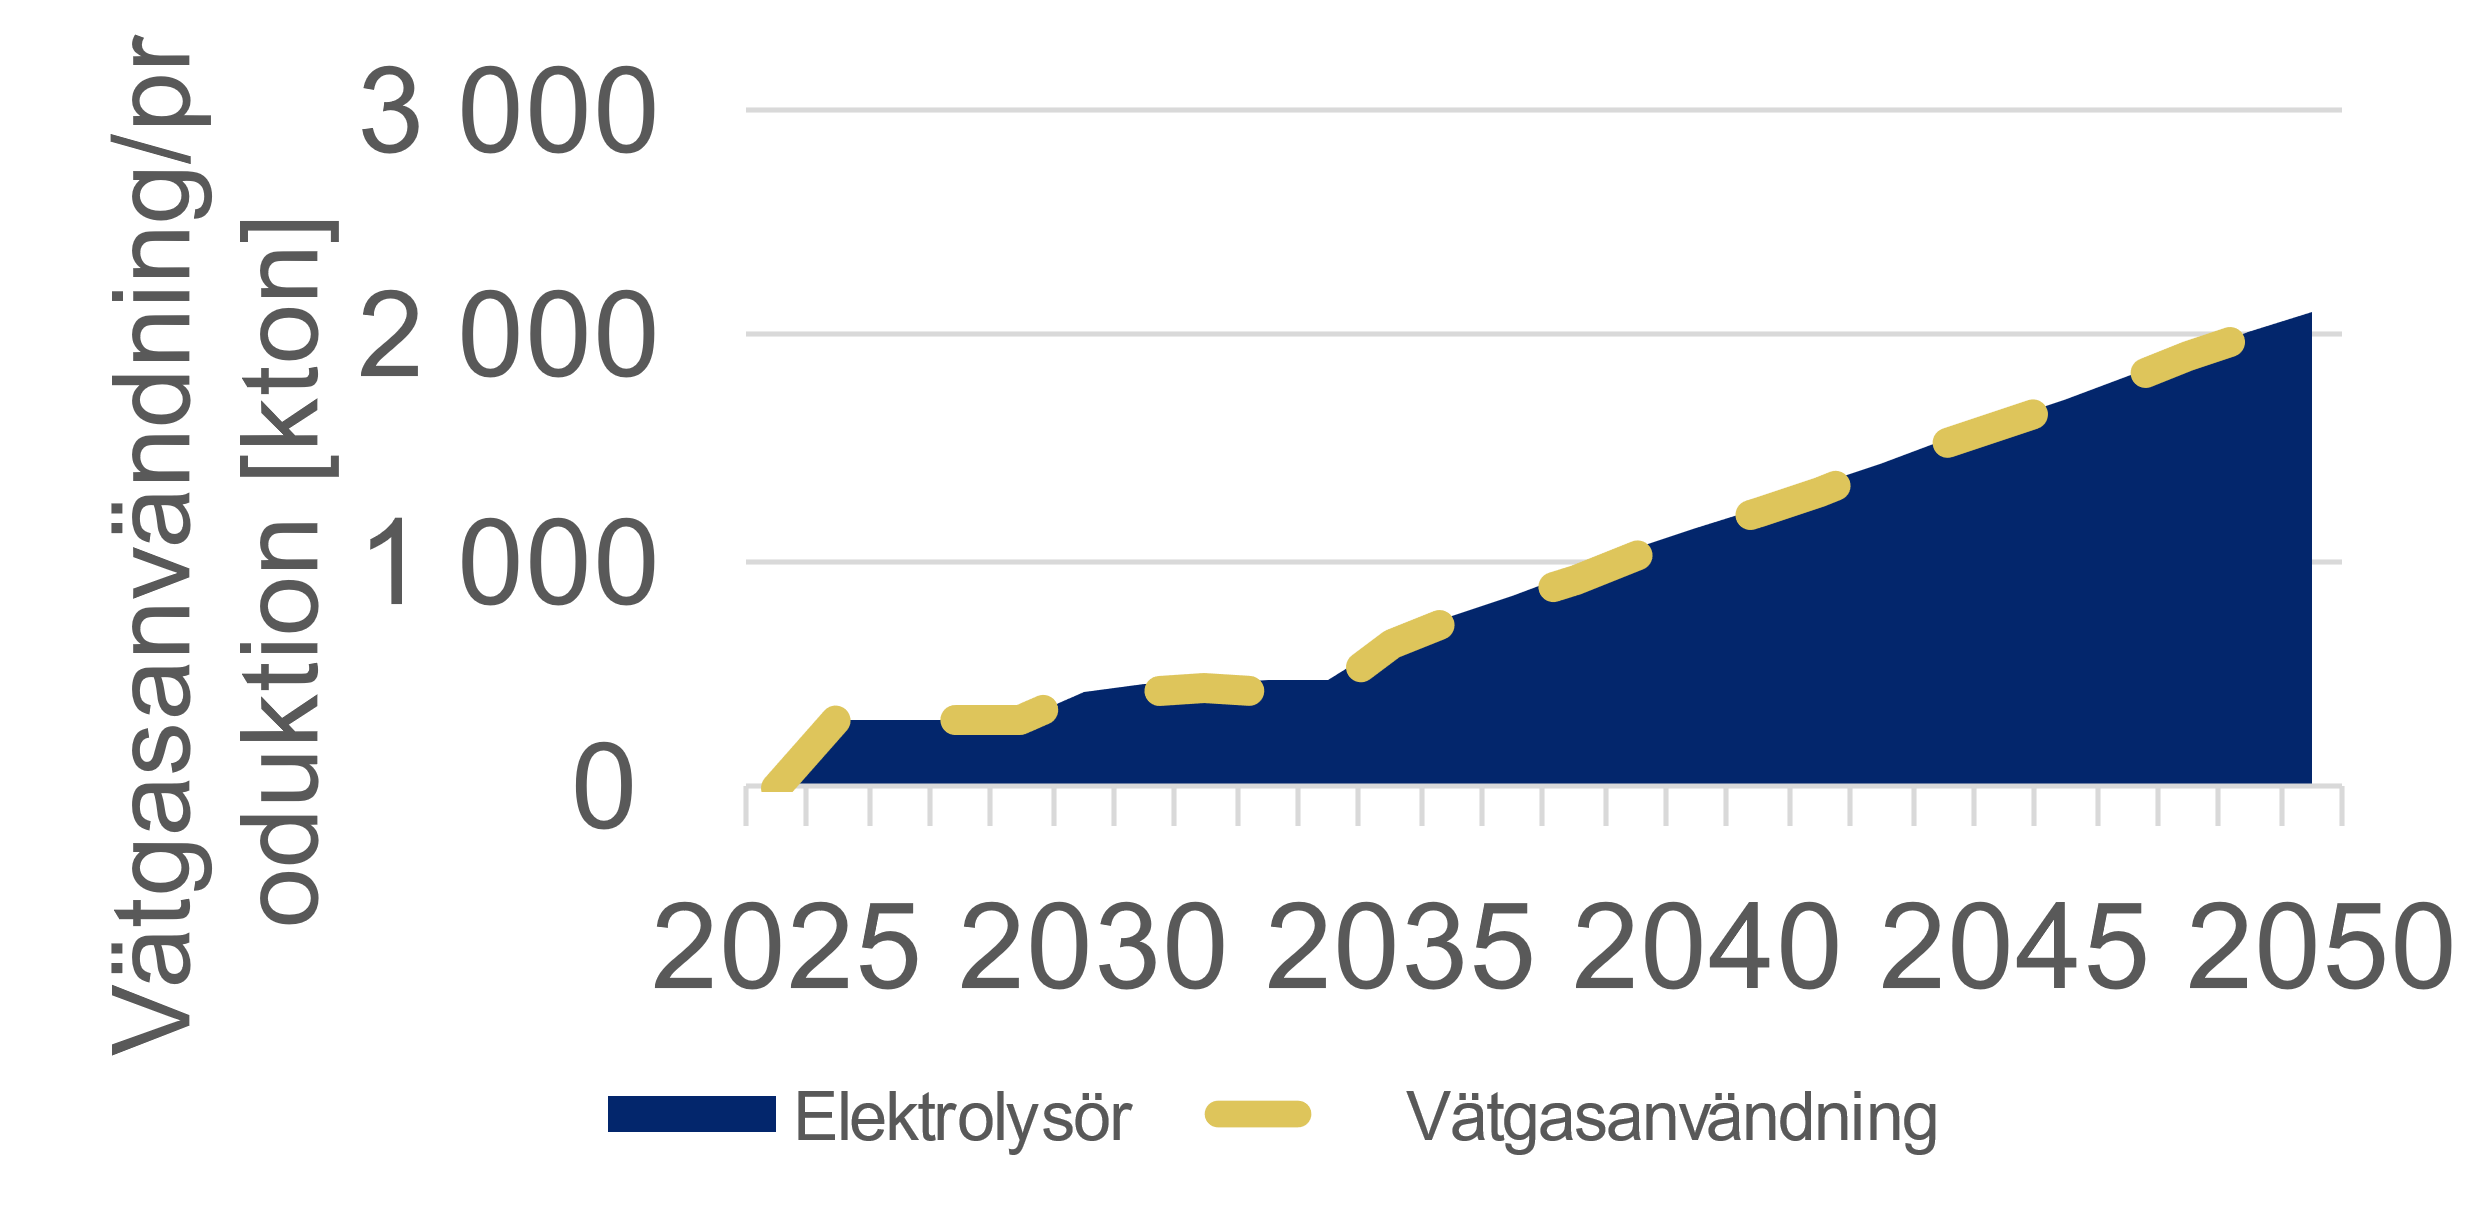 Vätgasanvändning/pr
oduktion [kton]
3 000
2 000
1 000
0
2025 2030 2035 2040 2045 2050
Elektrolysör Vätgasanvändning